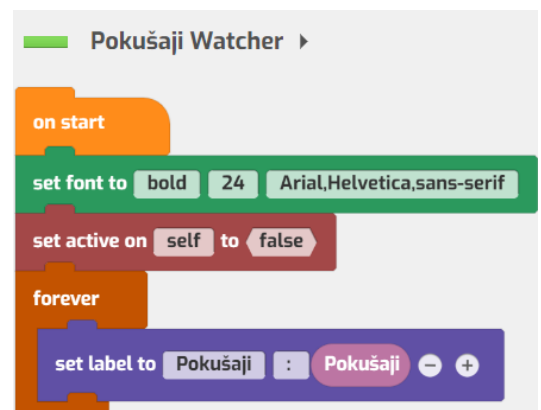 Pokušaji Watcher
on start
set font to bold 24 Arial,Helvetica,sans-serif
set active on self to false
forever
set label to Pokušaji : Pokušaji − +